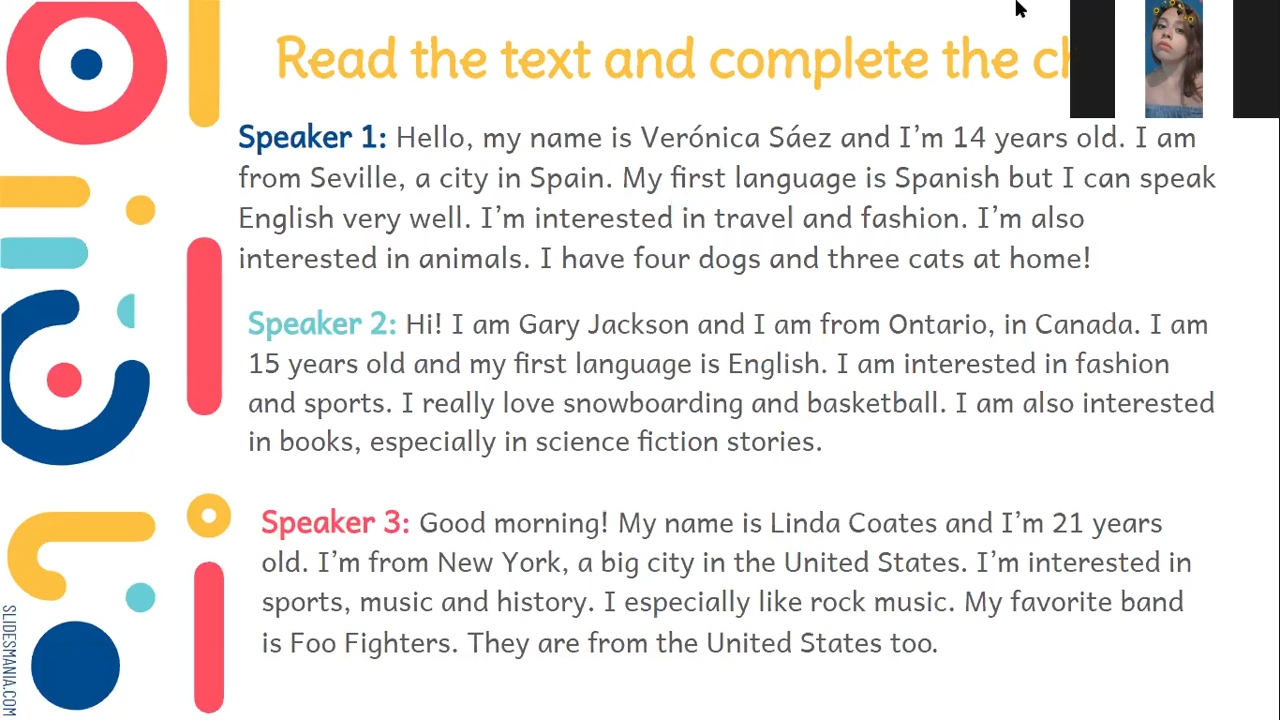 Read the text and complete the ch
Speaker 1: Hello, my name is Verónica Sáez and I’m 14 years old. I am
from Seville, a city in Spain. My first language is Spanish but I can speak
English very well. I’m interested in travel and fashion. I’m also
interested in animals. I have four dogs and three cats at home!
Speaker 2: Hi! I am Gary Jackson and I am from Ontario, in Canada. I am
15 years old and my first language is English. I am interested in fashion
and sports. I really love snowboarding and basketball. I am also interested
in books, especially in science fiction stories.
Speaker 3: Good morning! My name is Linda Coates and I’m 21 years
old. I’m from New York, a big city in the United States. I’m interested in
sports, music and history. I especially like rock music. My favorite band
is Foo Fighters. They are from the United States too.
SLIDESMANIA.COM